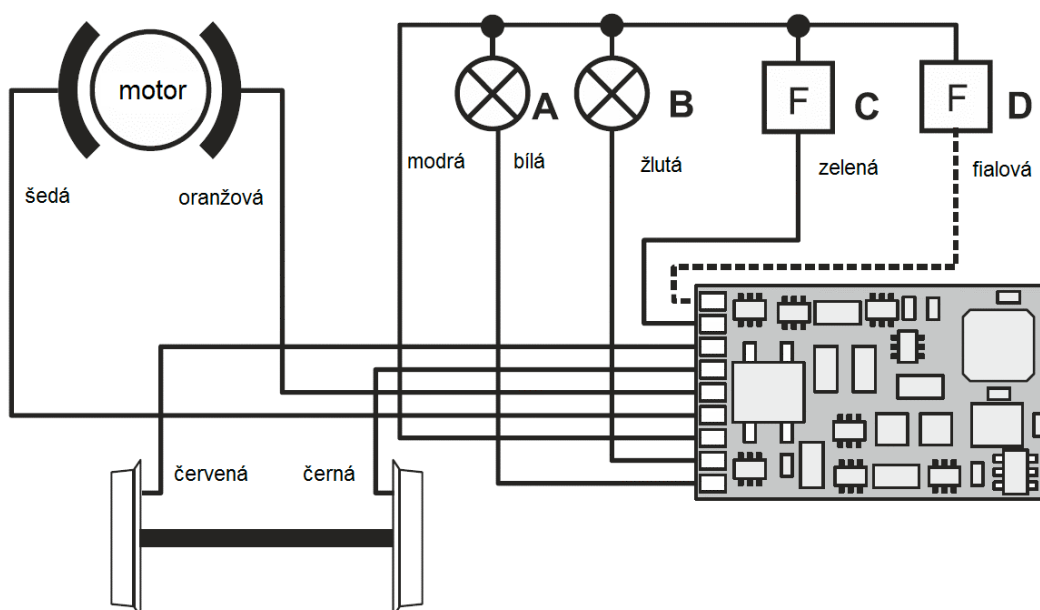 motor
F
F
A
B
C
D
modrá
bílá
žlutá
zelená
fialová
šedá
oranžová
červená
černá